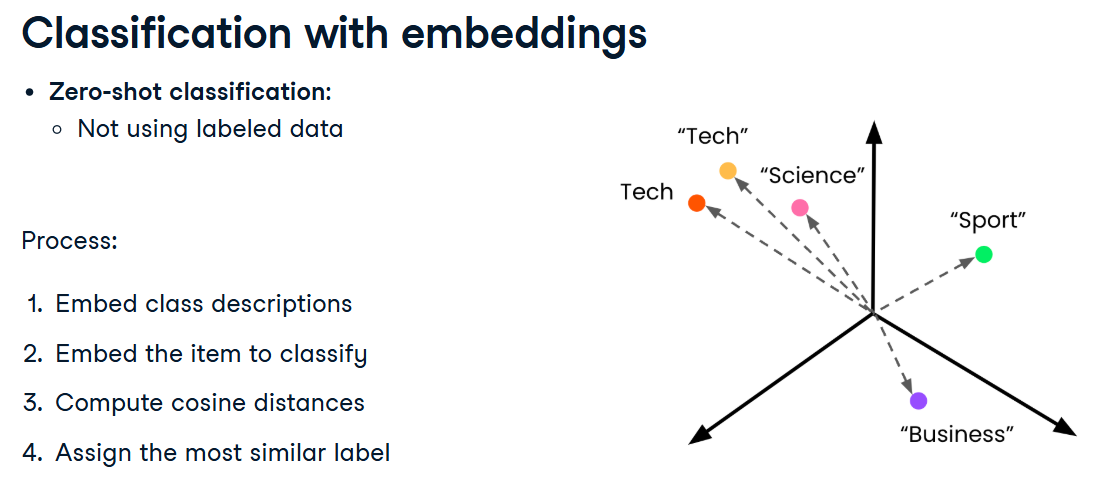 Classification with embeddings
• Zero-shot classification:
○ Not using labeled data
Process:
1. Embed class descriptions
2. Embed the item to classify
3. Compute cosine distances
4. Assign the most similar label
“Tech”
“Science”
Tech
“Sport”
“Business”